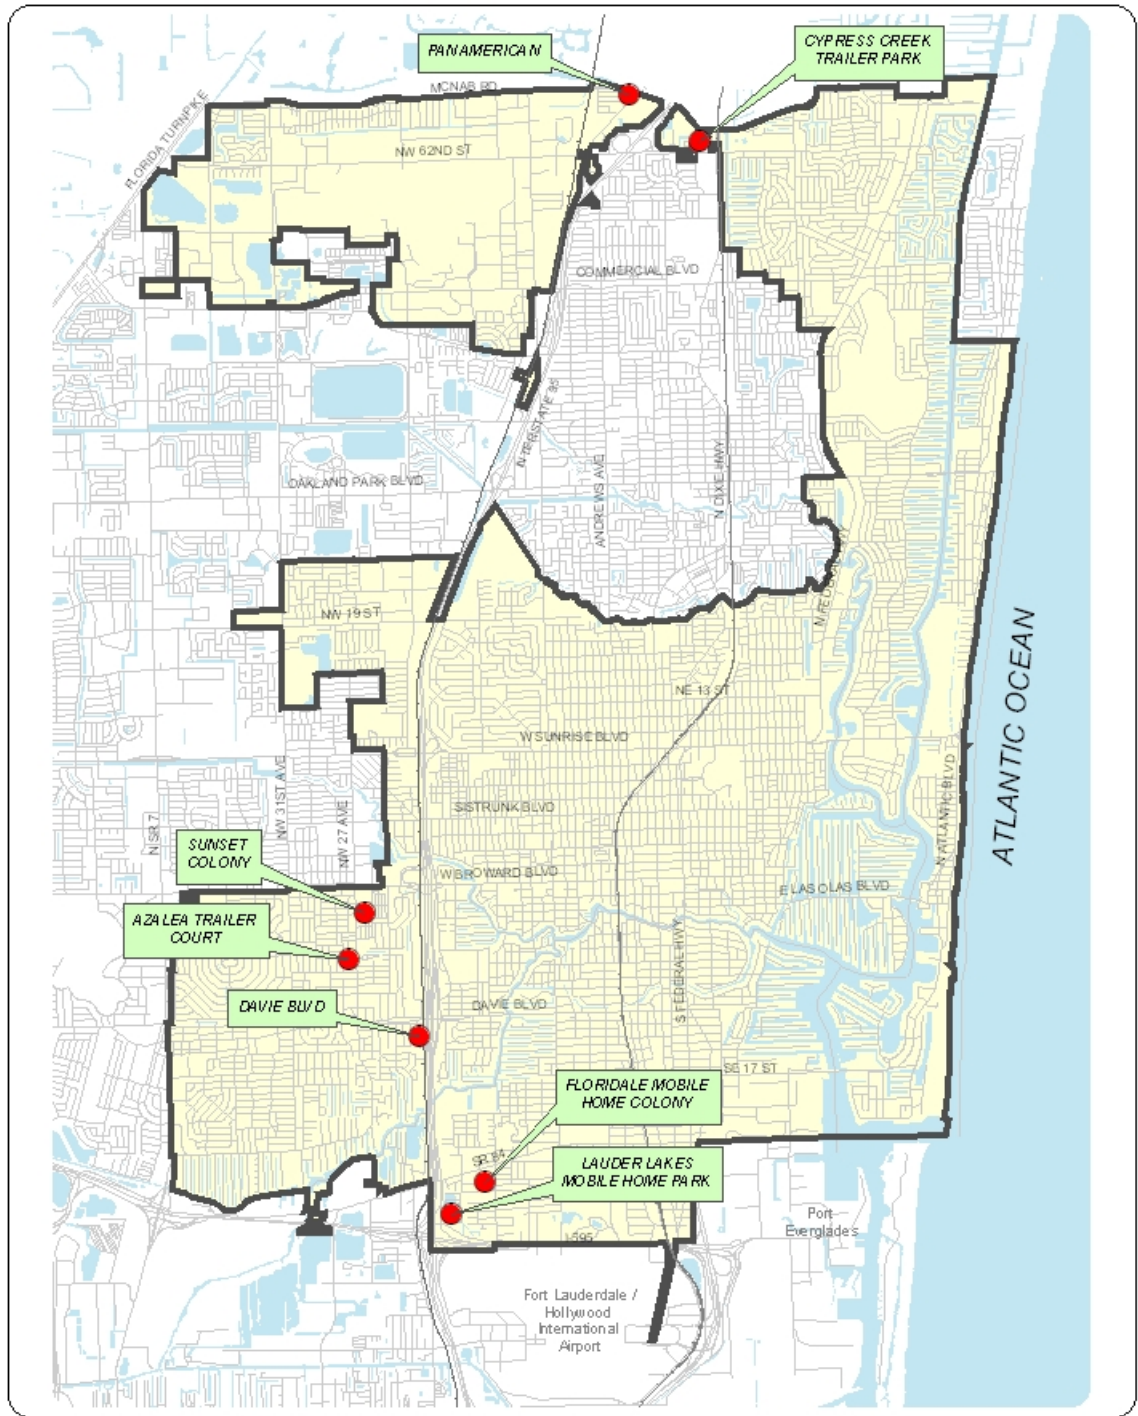 PANAMERICAN
CYPRESS CREEK
TRAILER PARK
MCNAB RD
FLORIDA TURNPIKE
NW 62ND ST
COMMERCIAL BLVD
INTERSTATE 95
OAKLAND PARK BLVD
ANDREWS AVE
N DIXIE HWY
N FEDERAL HWY
NW 19 ST
NE 13 ST
W SUNRISE BLVD
ATLANTIC OCEAN
NW 31ST AVE
N SR 7
NW 27 AVE
SISTRUNK BLVD
N ATLANTIC BLVD
SUNSET
COLONY
W BROWARD BLVD
E LAS OLAS BLVD
AZALEA TRAILER
COURT
S FEDERAL HWY
DAVIE BLVD
DAVIE BLVD
SE 17 ST
FLORIDALE MOBILE
HOME COLONY
SR 84
LAUDER LAKES
MOBILE HOME PARK
Port
Everglades
I-595
Fort Lauderdale /
Hollywood
International
Airport